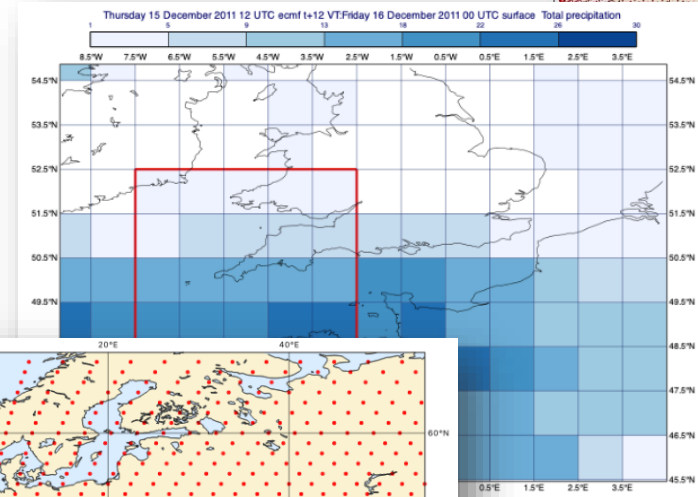 Thursday 15 December 2011 12 UTC ecmf t+12 VT:Friday 16 December 2011 00 UTC surface Total precipitation
1 5 9 13 18 22 26 30
8.5°W 7.5°W 6.5°W 5.5°W 4.5°W 3.5°W 2.5°W 1.5°W 0.5°W 0.5°E 1.5°E 2.5°E 3.5°E
54.5°N 54.5°N
53.5°N 53.5°N
52.5°N 52.5°N
51.5°N 51.5°N
50.5°N 50.5°N
49.5°N 49.5°N
20°E 40°E 48.5°N
47.5°N
60°N 46.5°N
45.5°N
0.5°E 1.5°E 2.5°E 3.5°E